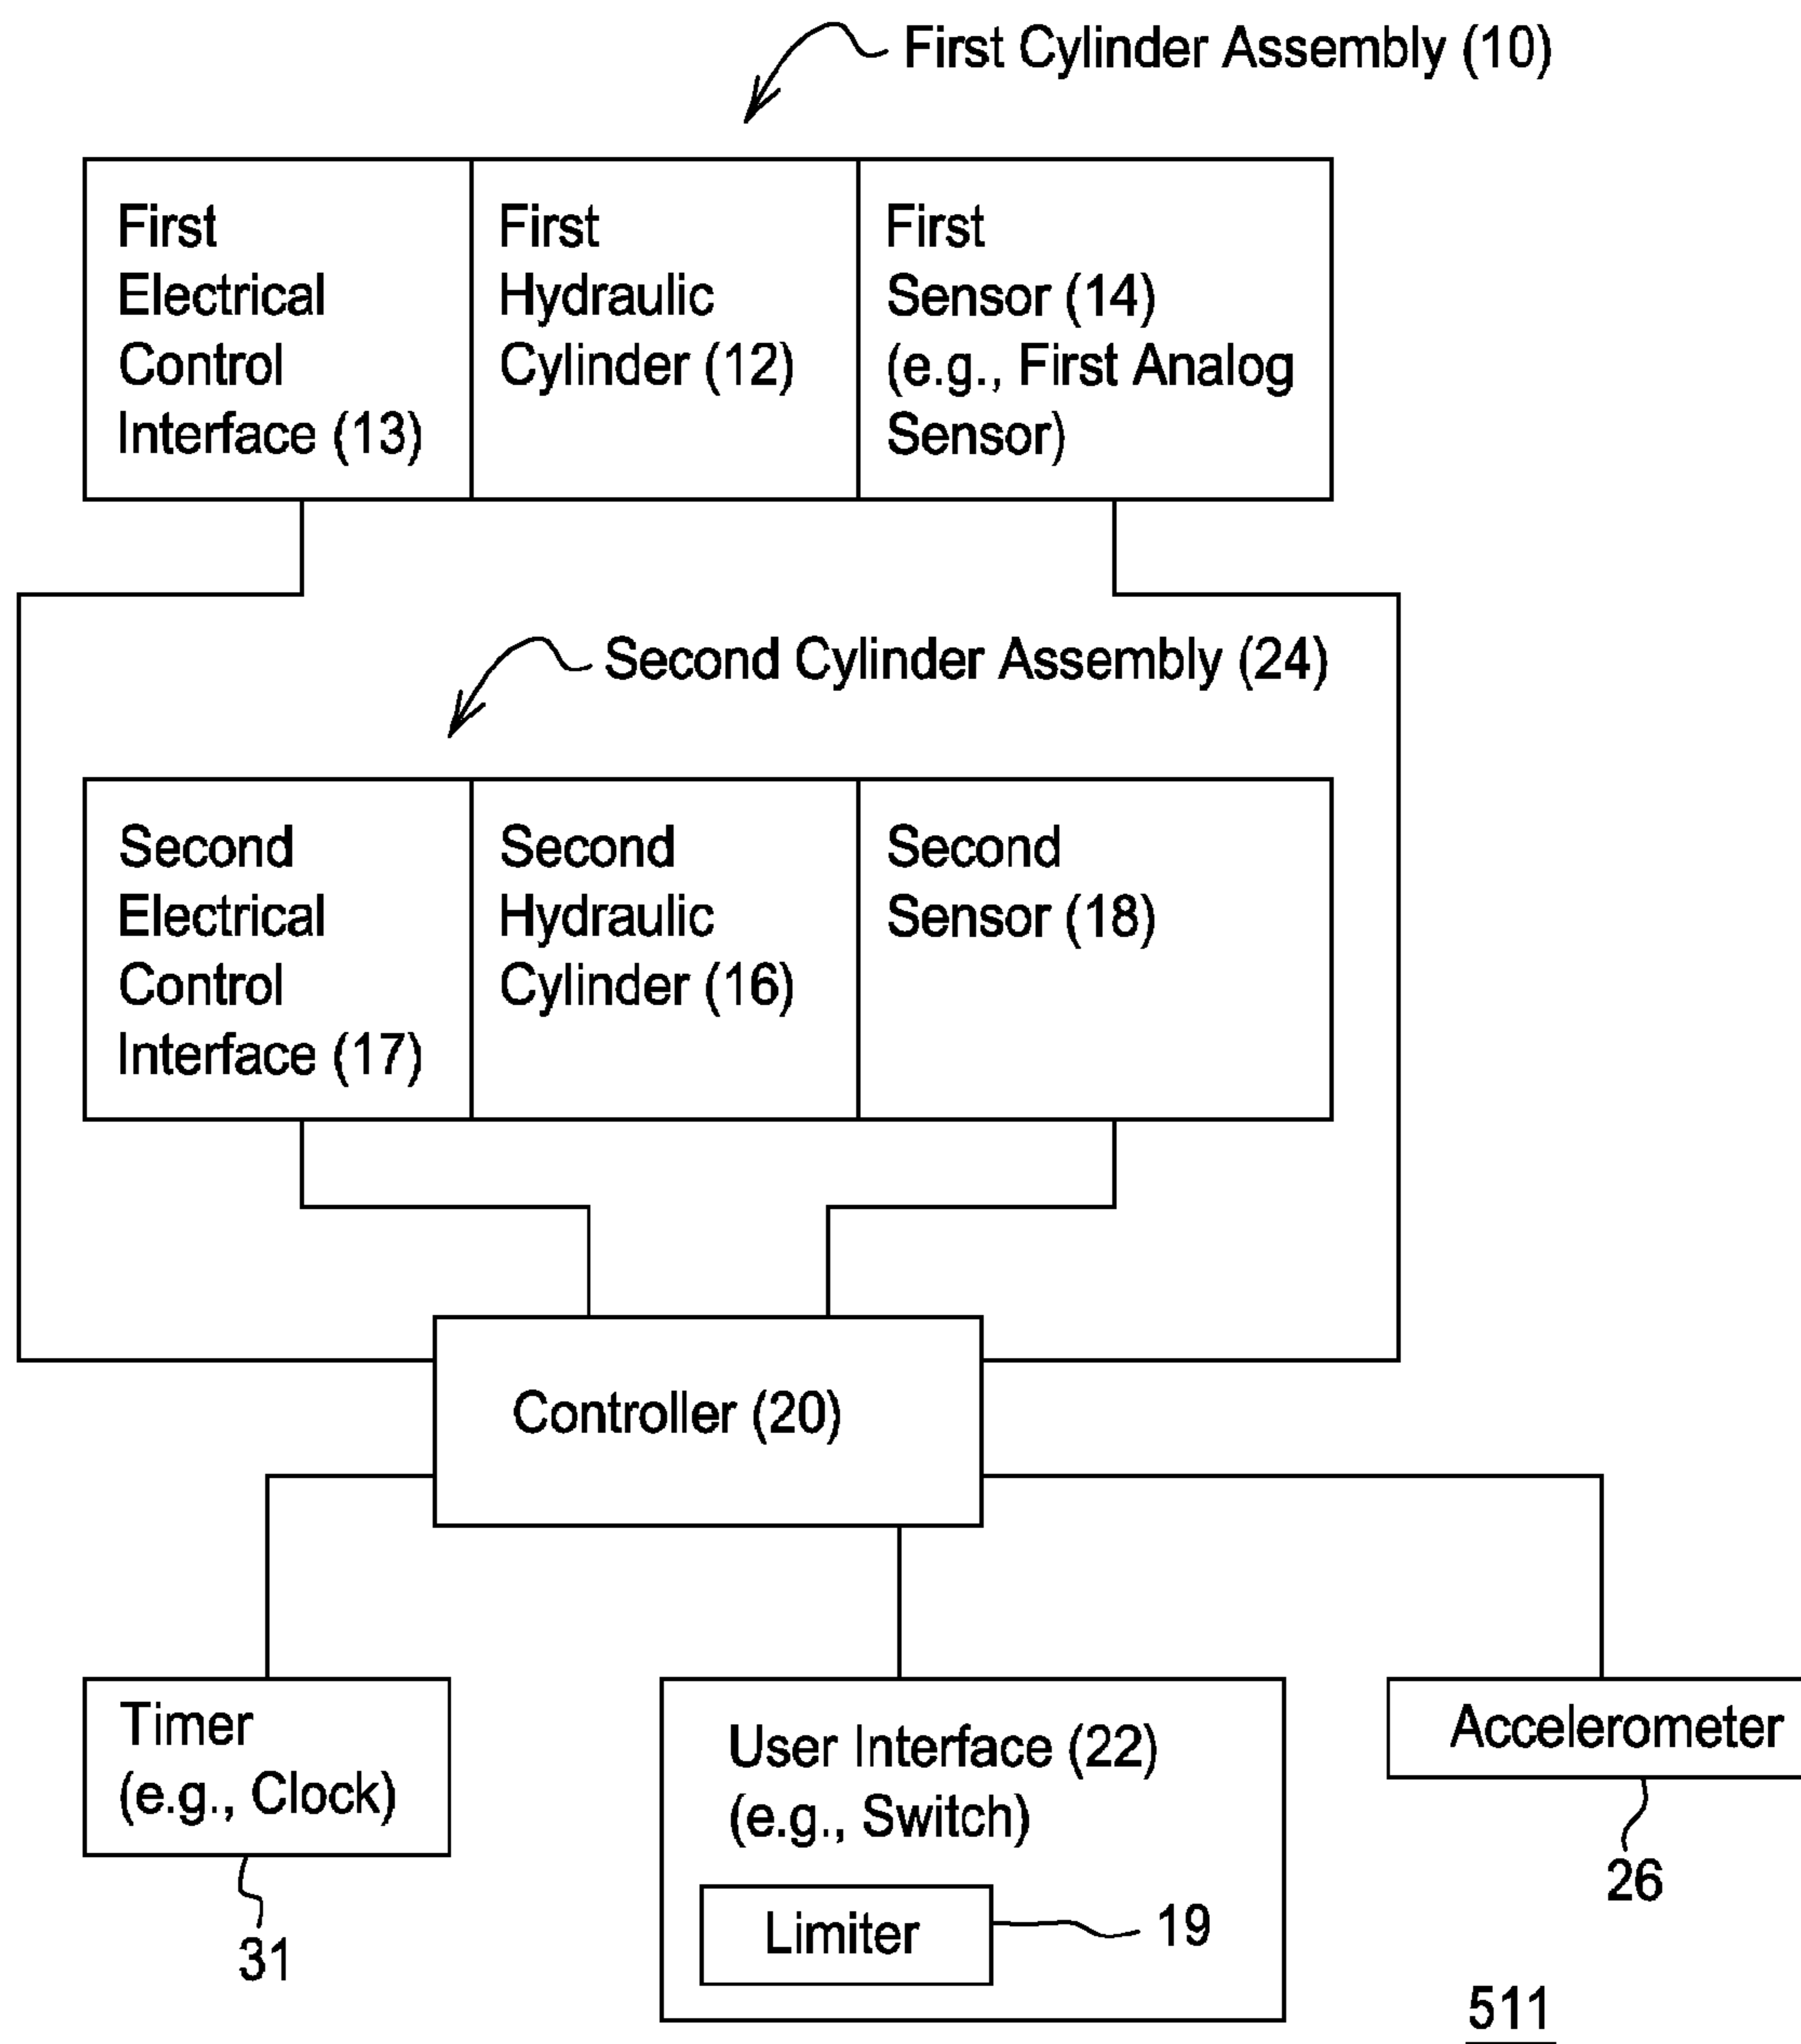 First Cylinder Assembly (10)
First
Electrical
Control
Interface (13)
First
Hydraulic
Cylinder (12)
First
Sensor (14)
(e.g., First Analog
Sensor)
Second Cylinder Assembly (24)
Second
Electrical
Control
Interface (17)
Second
Hydraulic
Cylinder (16)
Second
Sensor (18)
Controller (20)
Timer
(e.g., Clock)
31
User Interface (22)
(e.g., Switch)
Limiter
19
Accelerometer
26
511